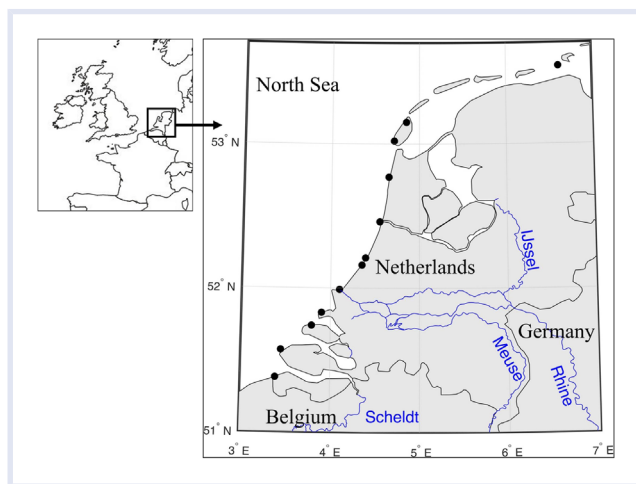 North Sea
53° N
IJssel
Netherlands
52° N
Germany
Meuse
Rhine
Belgium
Scheldt
51° N
3° E
4° E
5° E
6° E
7° E